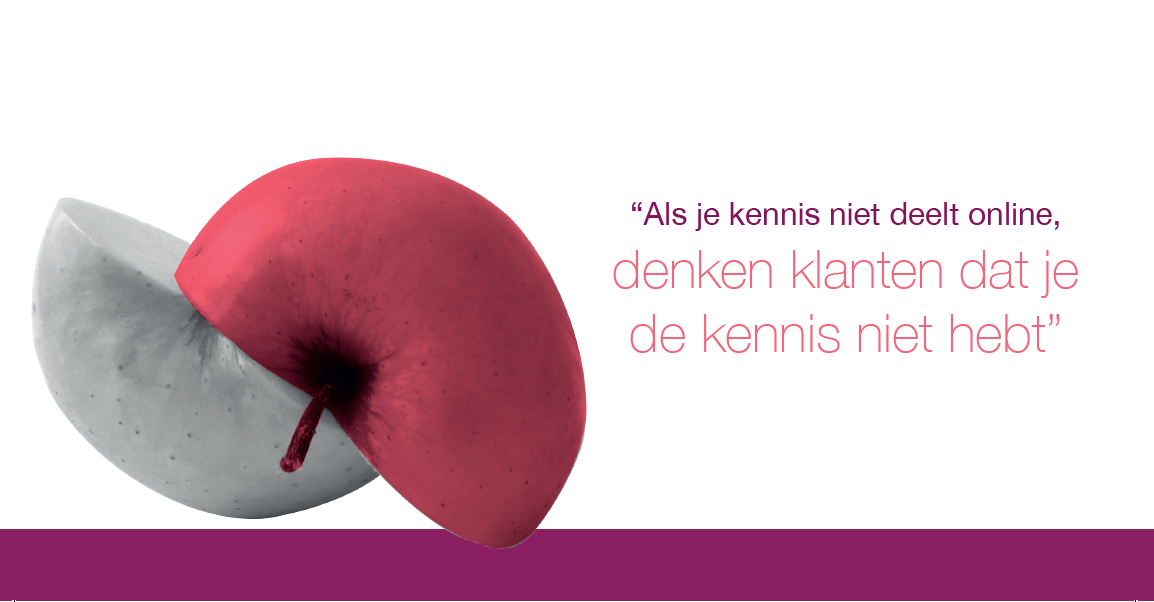 “Als je kennis niet deelt online,
denken klanten dat je
de kennis niet hebt”